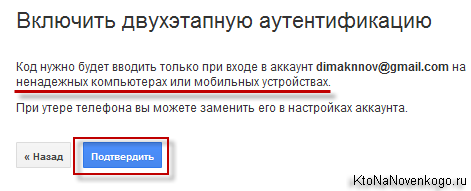 Включить двухэтапную аутентификацию
Код нужно будет вводить только при входе в аккаунт dimaknnov@gmail.com на
ненадежных компьютерах или мобильных устройствах.
При утере телефона вы можете заменить его в настройках аккаунта.
« Назад Подтвердить
KtoNaNovenkogo.ru